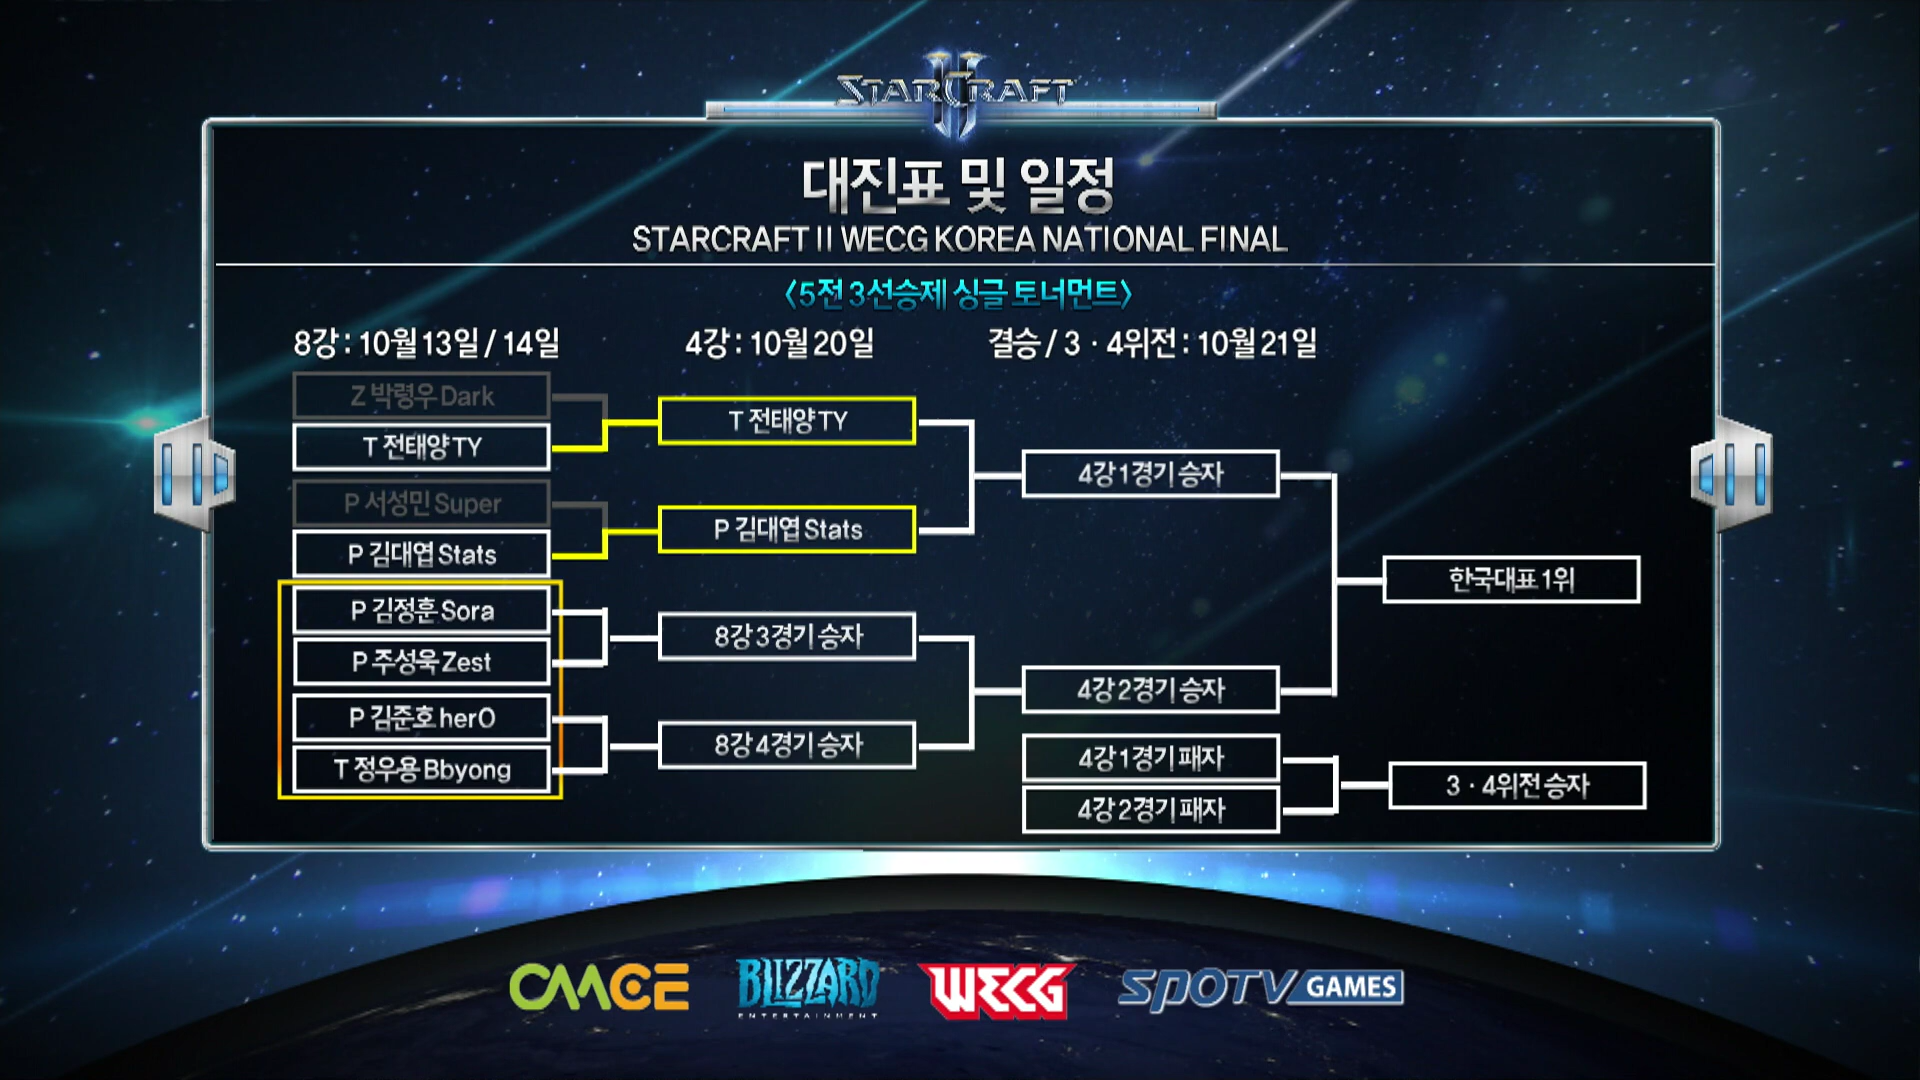 STARCRAFT II
대진표 및 일정
STARCRAFT II WECG KOREA NATIONAL FINAL
<5전 3선승제 싱글 토너먼트>
8강 : 10월 13일 / 14일
4강 : 10월 20일
결승 / 3 · 4위전 : 10월 21일
Z 박령우 Dark
T 전태양 TY
P 서성민 Super
P 김대엽 Stats
P 김정훈 Sora
P 주성욱 Zest
P 김준호 herO
T 정우용 Bbyong
T 전태양 TY
P 김대엽 Stats
8강 3경기 승자
8강 4경기 승자
4강 1경기 승자
4강 2경기 승자
4강 1경기 패자
4강 2경기 패자
한국대표 1위
3 · 4위전 승자
CMCE
BLIZZARD
ENTERTAINMENT
WECG
SPOTV GAMES